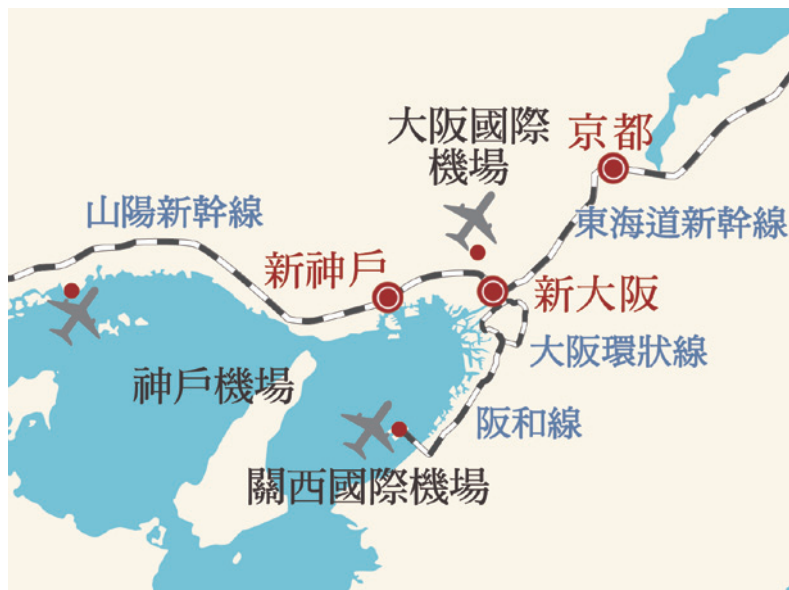 大阪國際
機場
京都
山陽新幹線
東海道新幹線
新神戶
新大阪
大阪環狀線
神戶機場
阪和線
關西國際機場